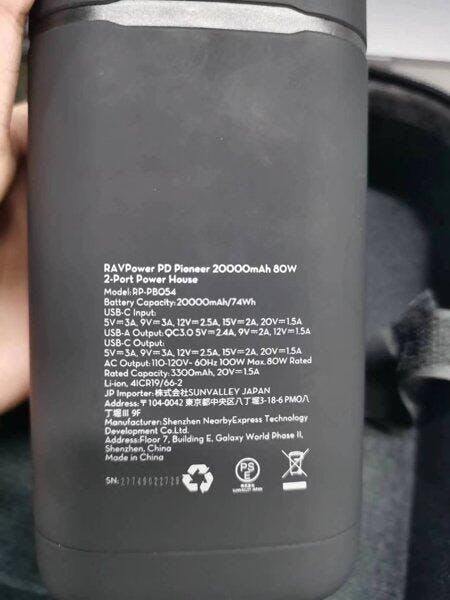 RAVPower PD Pioneer 20000mAh 80W
2-Port Power House
Model:RP-PB054
Battery Capacity:20000mAh/74Wh
USB-C Input:
5V⎓3A, 9V⎓3A, 12V⎓2.5A, 15V⎓2A, 20V⎓1.5A
USB-A Output:QC3.0 5V⎓2.4A, 9V⎓2A, 12V⎓1.5A
USB-C Output:
5V⎓3A, 9V⎓3A, 12V⎓2.5A, 15V⎓2A, 20V⎓1.5A
AC Output:110-120V~ 60Hz 100W Max.80W Rated
Rated Capacity:3300mAh, 20V⎓1.5A
Li-ion, 4ICR19/66-2
JP Importer:株式会社SUNVALLEY JAPAN
Address:〒104-0042 東京都中央区八丁堀3-18-6 PMO八
丁堀III 9F
Manufacturer:Shenzhen NearbyExpress Technology
Development Co.Ltd.
Address:Floor 7, Building E, Galaxy World Phase II,
Shenzhen, China
Made in China
SN:
PS
E